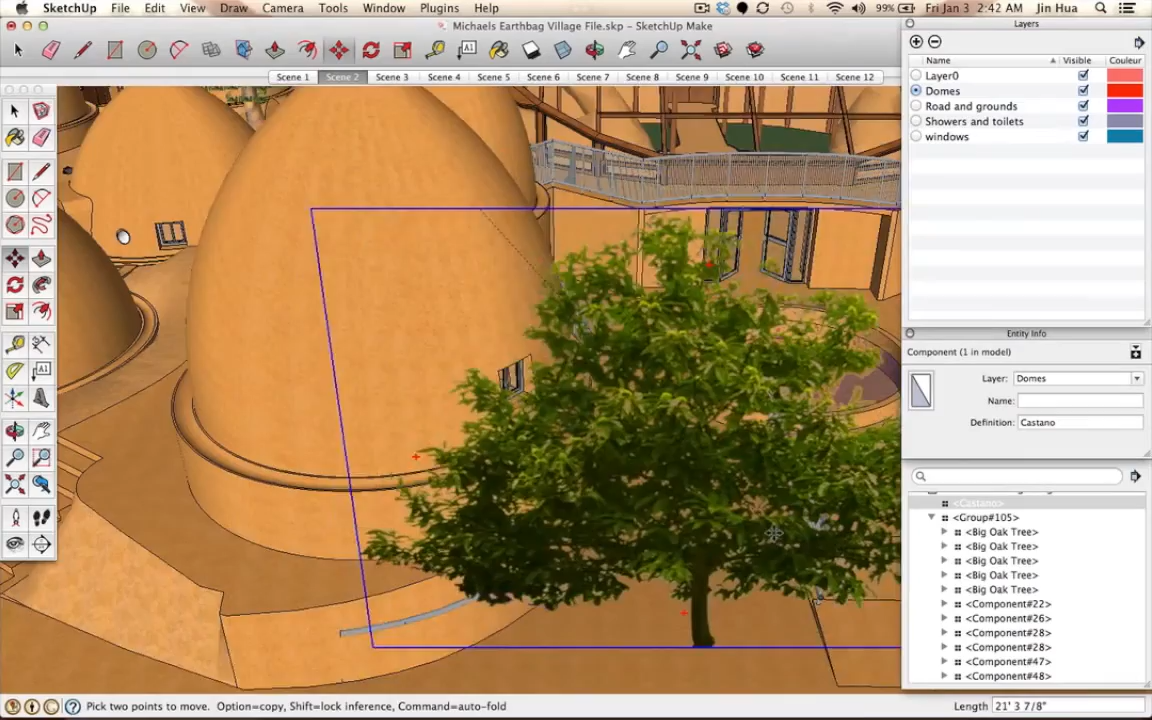 SketchUp File Edit View Draw Camera Tools Window Plugins Help 99% Fri Jan 3 2:42 AM Jin Hua
Michaels Earthbag Village File.skp - SketchUp Make
Scene 1 Scene 2 Scene 3 Scene 4 Scene 5 Scene 6 Scene 7 Scene 8 Scene 9 Scene 10 Scene 11 Scene 12
Layers
Name Visible Couleur
Layer0
Domes
Road and grounds
Showers and toilets
windows
Entity Info
Component (1 in model)
Layer: Domes
Name:
Definition: Castano
<Castano>
<Group#105>
<Big Oak Tree>
<Big Oak Tree>
<Big Oak Tree>
<Big Oak Tree>
<Big Oak Tree>
<Component#22>
<Component#26>
<Component#28>
<Component#28>
<Component#47>
<Component#48>
Pick two points to move. Option=copy, Shift=lock inference, Command=auto-fold
Length 21' 3 7/8"